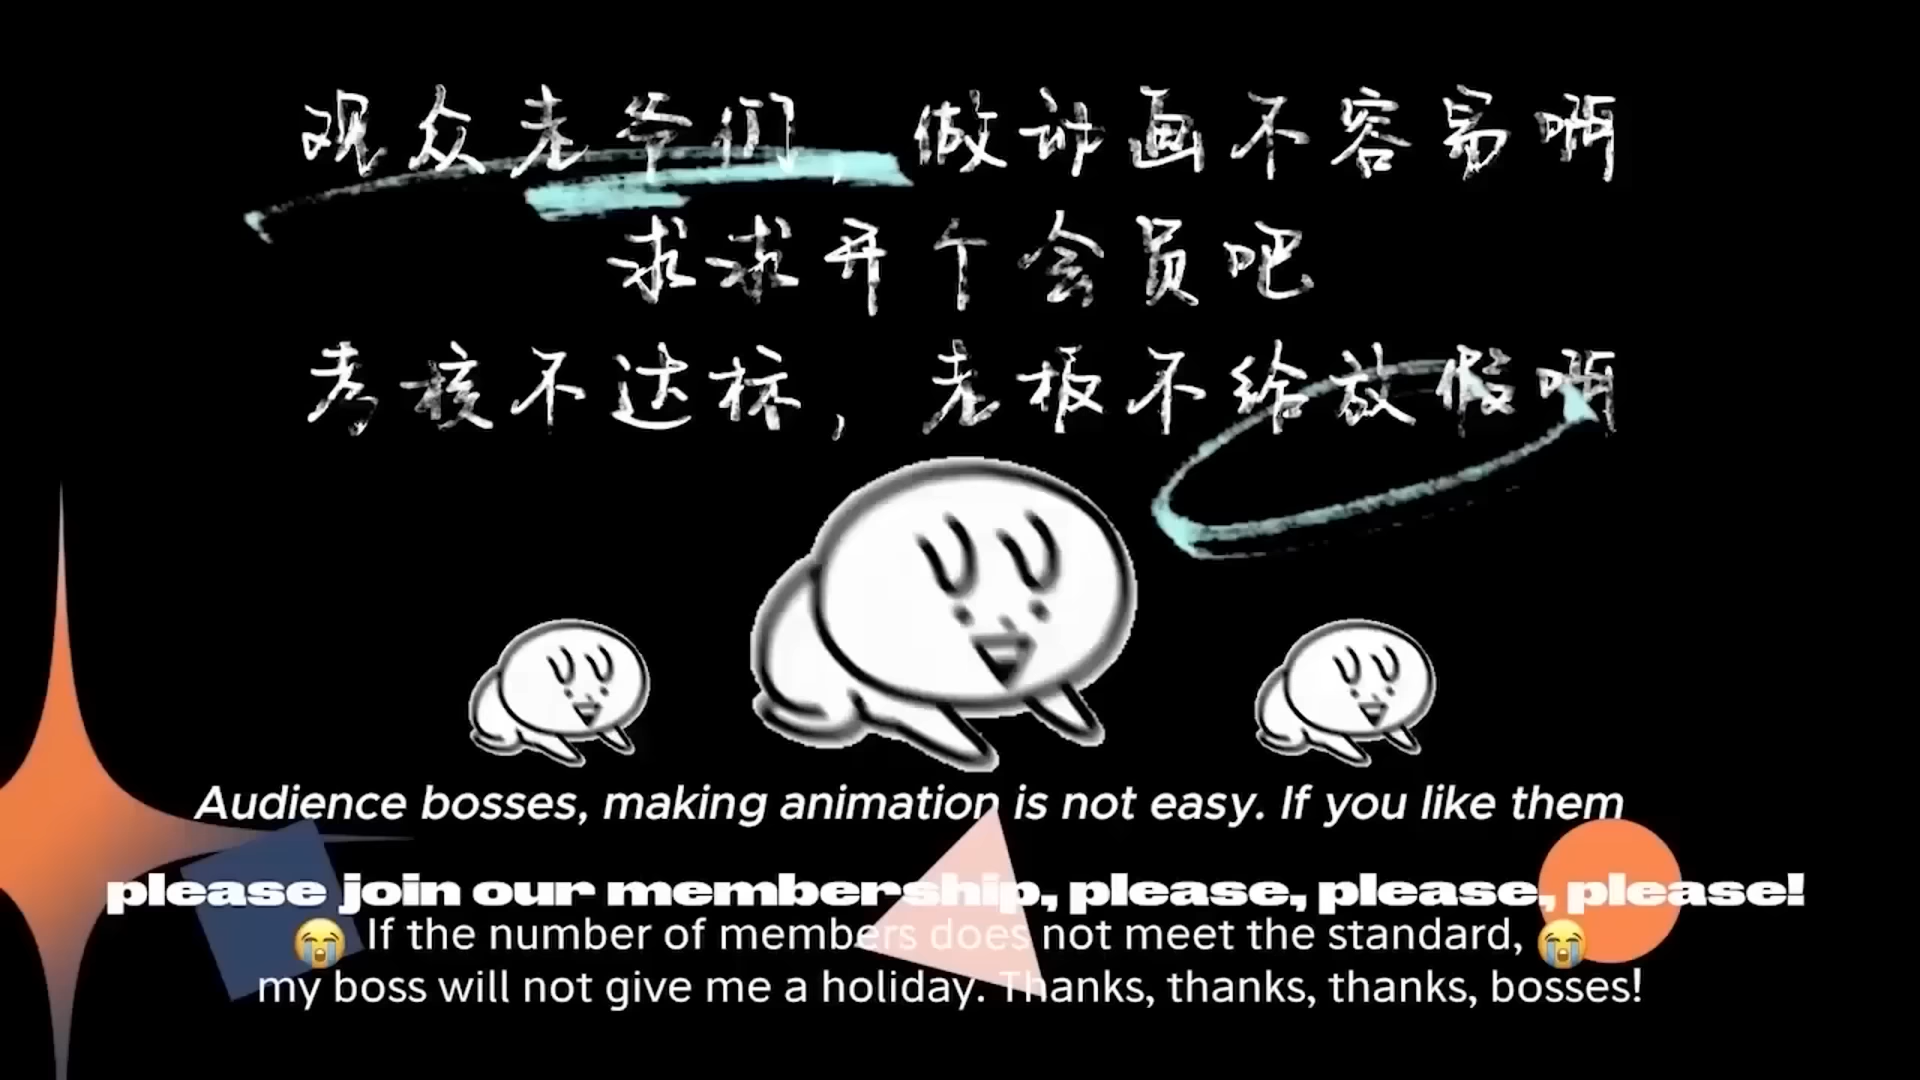 观众老爷们，做动画不容易啊
求求开个会员吧
考核不达标，老板不给放假啊
Audience bosses, making animation is not easy. If you like them
please join our membership, please, please, please!
😭 If the number of members does not meet the standard, 😭
my boss will not give me a holiday. Thanks, thanks, thanks, bosses!